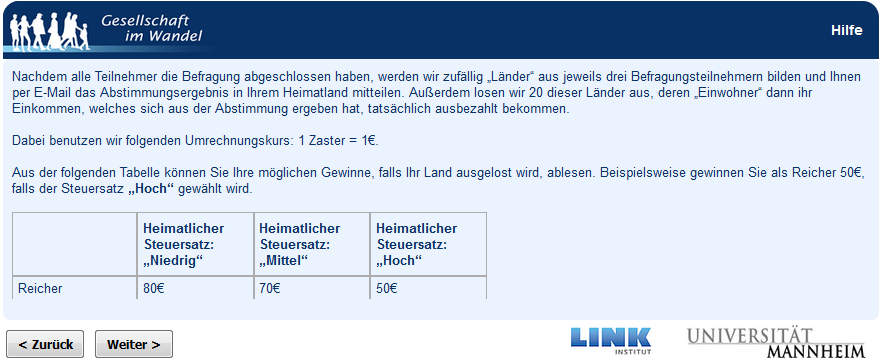 Gesellschaft
im Wandel
Hilfe
Nachdem alle Teilnehmer die Befragung abgeschlossen haben, werden wir zufällig „Länder“ aus jeweils drei Befragungsteilnehmern bilden und Ihnen
per E-Mail das Abstimmungsergebnis in Ihrem Heimatland mitteilen. Außerdem losen wir 20 dieser Länder aus, deren „Einwohner“ dann ihr
Einkommen, welches sich aus der Abstimmung ergeben hat, tatsächlich ausbezahlt bekommen.
Dabei benutzen wir folgenden Umrechnungskurs: 1 Zaster = 1€.
Aus der folgenden Tabelle können Sie Ihre möglichen Gewinne, falls Ihr Land ausgelost wird, ablesen. Beispielsweise gewinnen Sie als Reicher 50€,
falls der Steuersatz „Hoch“ gewählt wird.
Heimatlicher Steuersatz: „Niedrig“
Heimatlicher Steuersatz: „Mittel“
Heimatlicher Steuersatz: „Hoch“
Reicher 80€ 70€ 50€
< Zurück
Weiter >
LINK
INSTITUT
UNIVERSITÄT
MANNHEIM